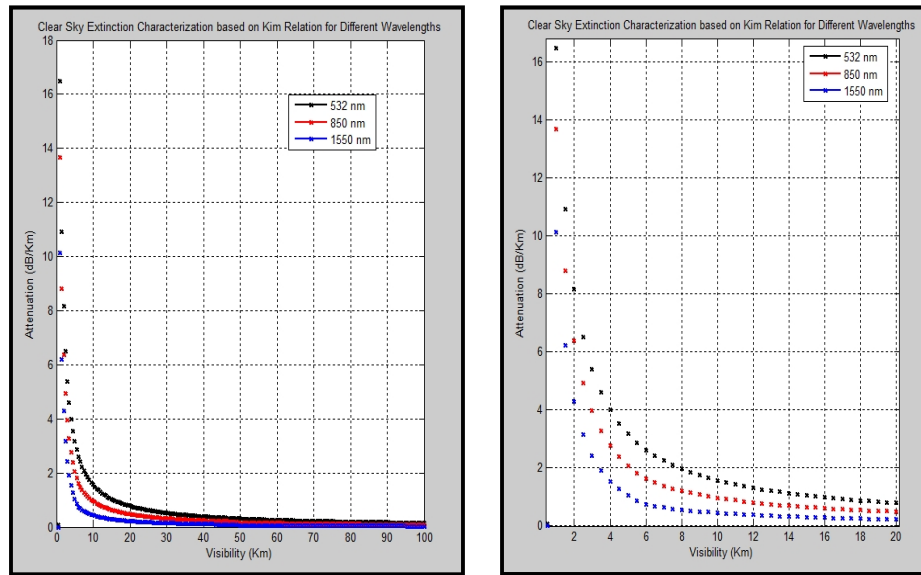 Clear Sky Extinction Characterization based on Kim Relation for Different Wavelengths
18
16
14
12
10
8
6
4
2
0
Attenuation (dB/Km)
532 nm
850 nm
1550 nm
0 10 20 30 40 50 60 70 80 90 100
Visibility (Km)
Clear Sky Extinction Characterization based on Kim Relation for Different Wavelengths
16
14
12
10
8
6
4
2
0
Attenuation (dB/Km)
532 nm
850 nm
1550 nm
2 4 6 8 10 12 14 16 18 20
Visibility (Km)